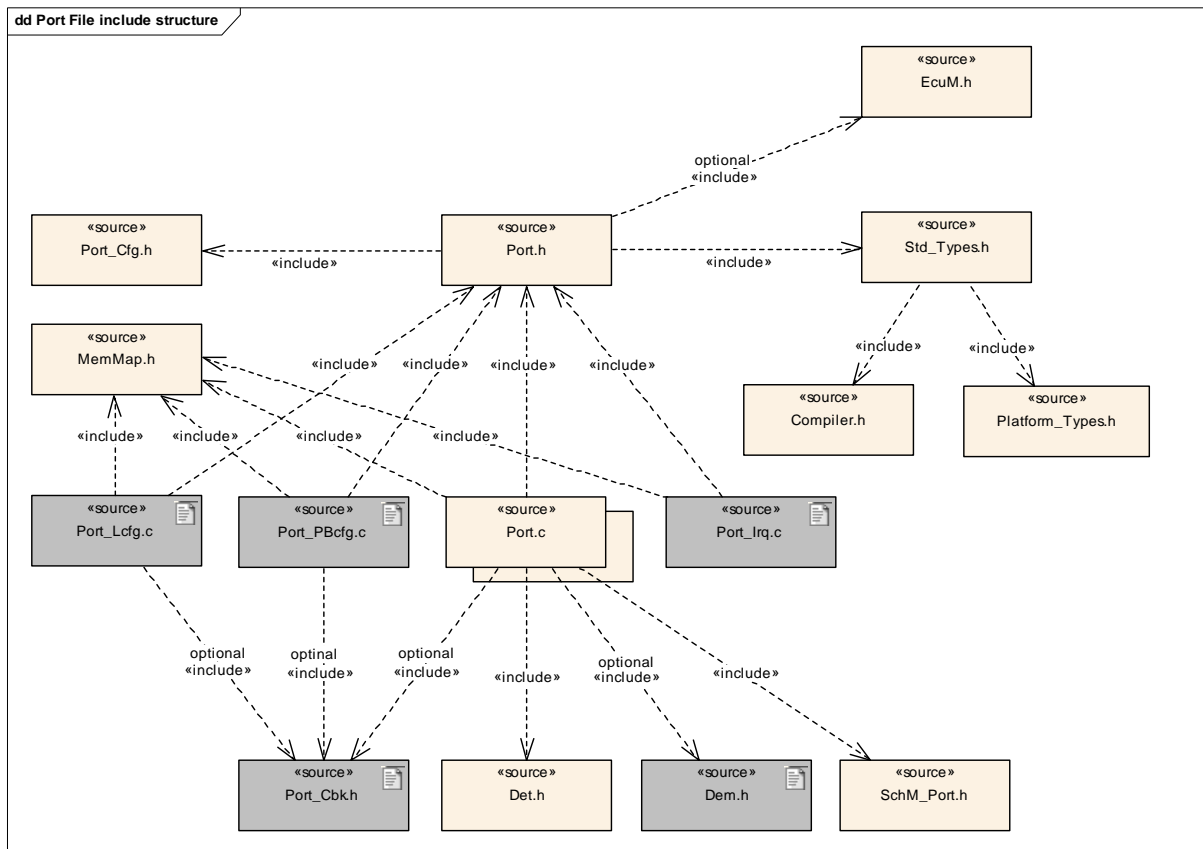 dd Port File include structure
«source»
EcuM.h
optional
«include»
«source»
Port_Cfg.h
«include»
«source»
Port.h
«include»
«source»
Std_Types.h
«source»
MemMap.h
«include»
«include»
«include»
«include»
«include»
«include»
«source»
Compiler.h
«source»
Platform_Types.h
«include»
«include»
«include»
«include»
«source»
Port_Lcfg.c
«source»
Port_PBcfg.c
«source»
Port.c
«source»
Port_Irq.c
optional
«include»
optinal
«include»
optional
«include»
«include»
optional
«include»
«include»
«source»
Port_Cbk.h
«source»
Det.h
«source»
Dem.h
«source»
SchM_Port.h